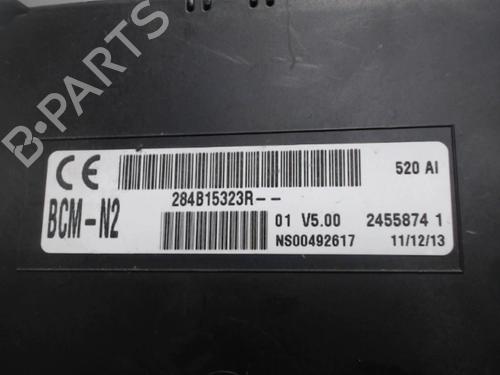 B-PARTS
CE
520 AI
284B15323R--
BCM-N2
01 V5.00
2455874 1
NS00492617
11/12/13